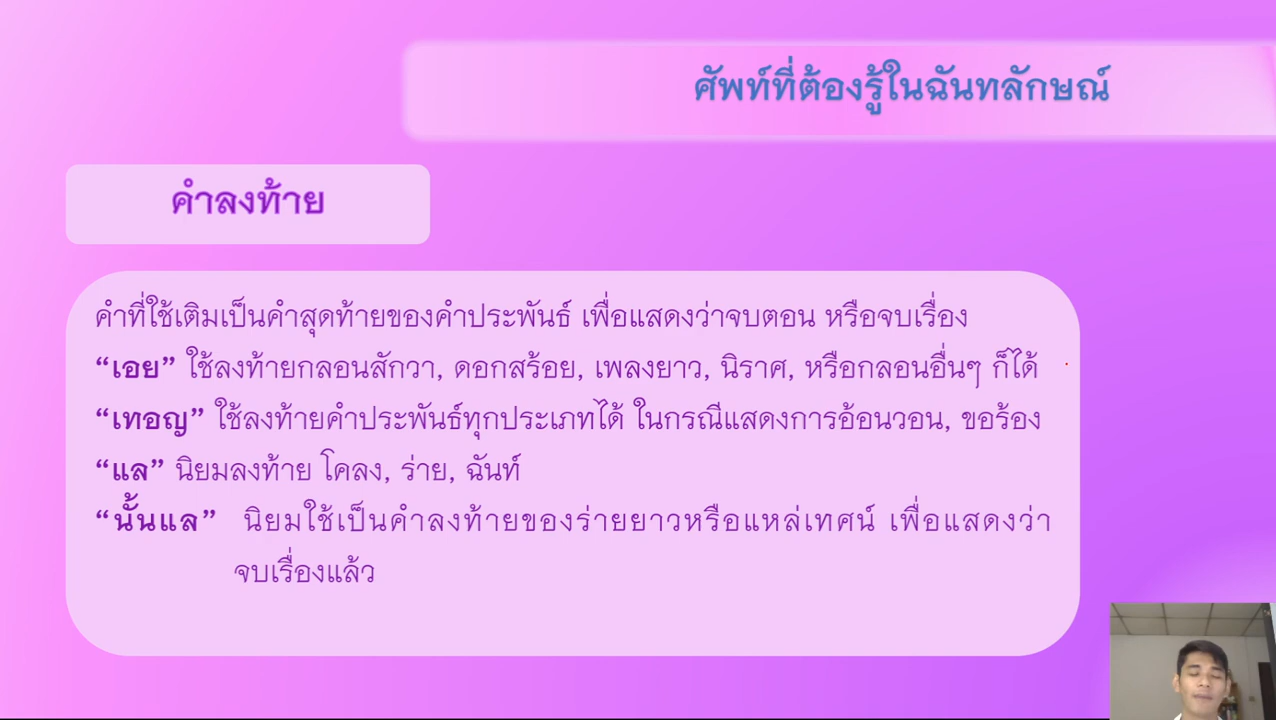 ศัพท์ที่ต้องรู้ในฉันทลักษณ์
คำลงท้าย
คำที่ใช้เติมเป็นคำสุดท้ายของคำประพันธ์ เพื่อแสดงว่าจบตอน หรือจบเรื่อง
“เอย” ใช้ลงท้ายกลอนสักวา, ดอกสร้อย, เพลงยาว, นิราศ, หรือกลอนอื่นๆ ก็ได้
“เทอญ” ใช้ลงท้ายคำประพันธ์ทุกประเภทได้ ในกรณีแสดงการอ้อนวอน, ขอร้อง
“แล” นิยมลงท้าย โคลง, ร่าย, ฉันท์
“นั้นแล” นิยมใช้เป็นคำลงท้ายของร่ายยาวหรือแหล่เทศน์ เพื่อแสดงว่า
จบเรื่องแล้ว